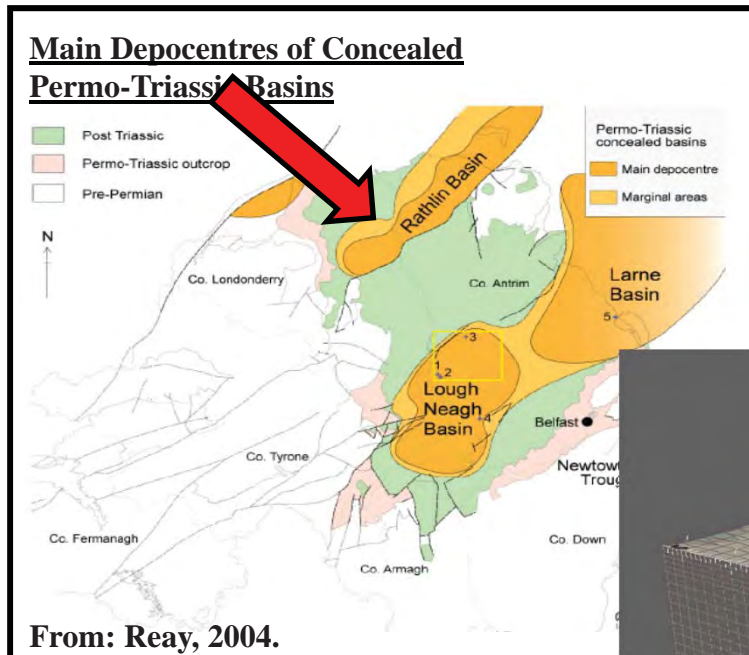 Main Depocentres of Concealed
Permo-Triassic Basins
Post Triassic
Permo-Triassic outcrop
Pre-Permian
Permo-Triassic
concealed basins
Main depocentre
Marginal areas
N
Rathlin Basin
Co. Londonderry
Co. Antrim
Larne
Basin
5
3
1
2
Lough
Neagh
Basin
4
Belfast
Co. Tyrone
Newtow
Troug
Co. Fermanagh
Co. Armagh
Co. Down
From: Reay, 2004.